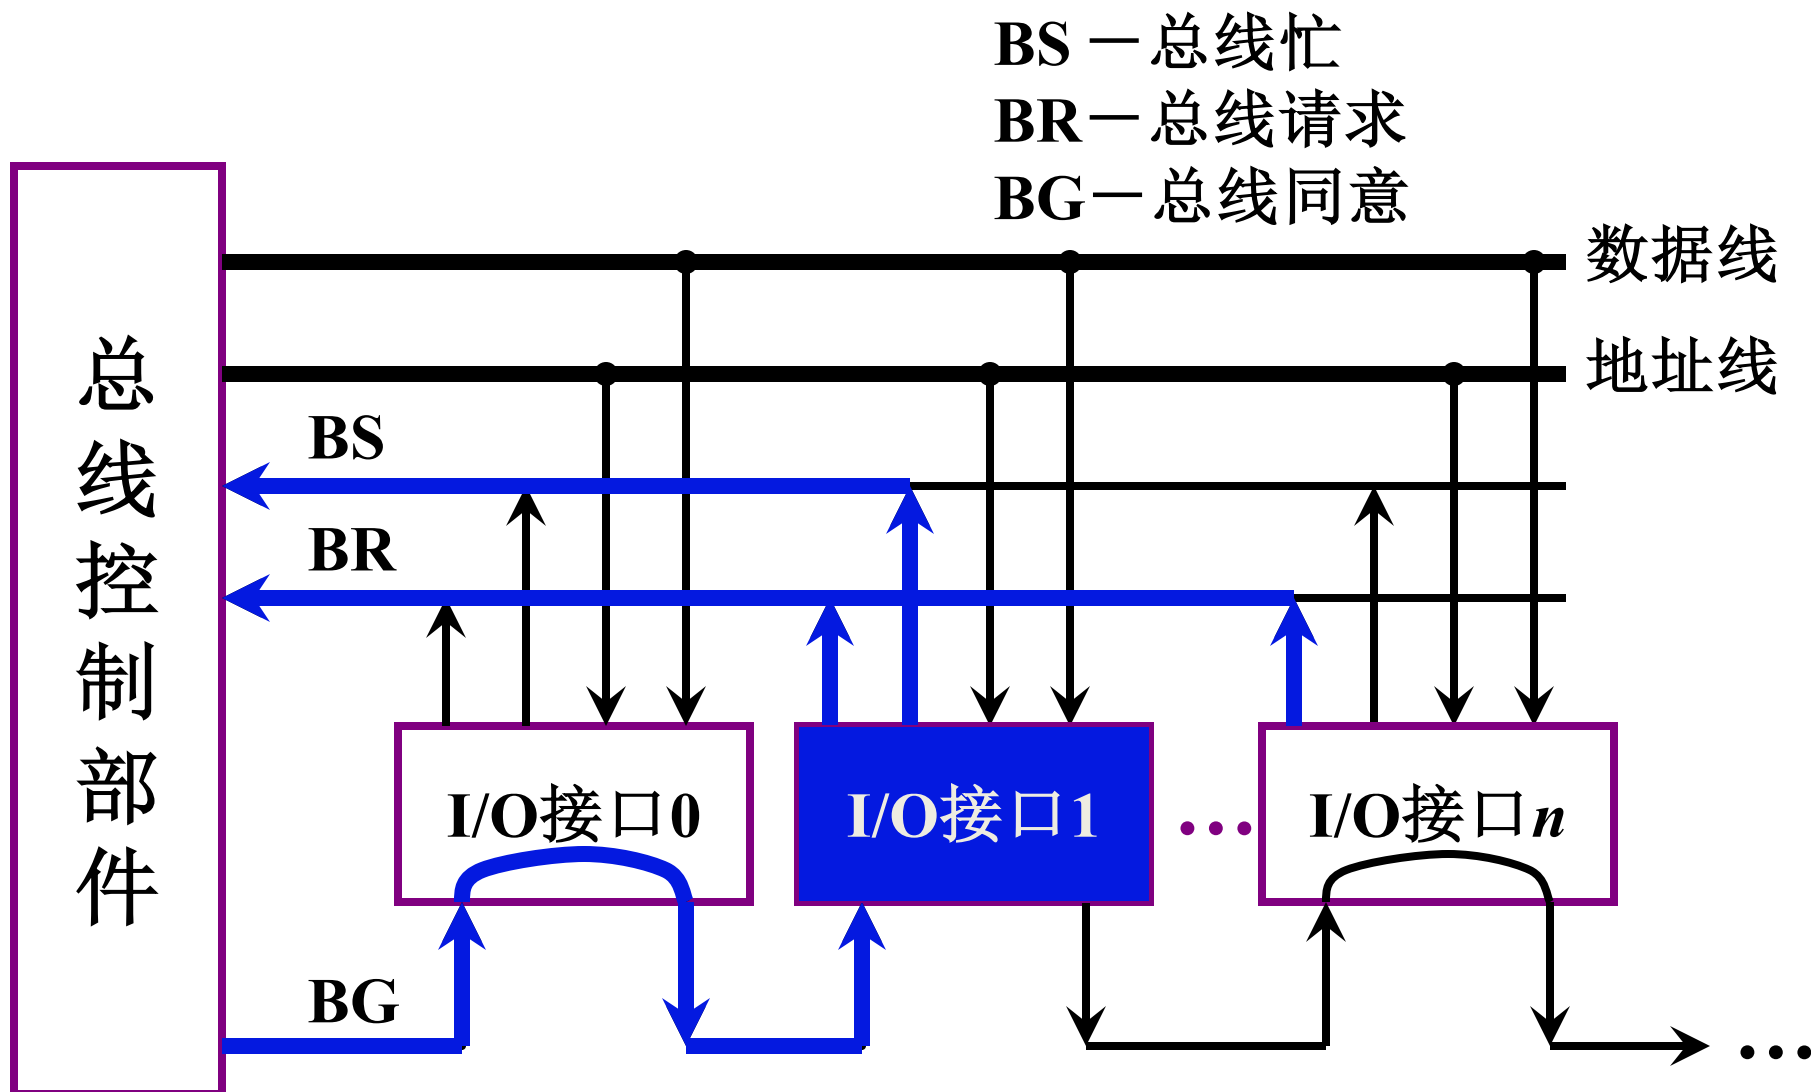 BS－总线忙
BR－总线请求
BG－总线同意
数据线
地址线
总线控制部件
BS
BR
I/O接口0
I/O接口1
…
I/O接口n
BG
…